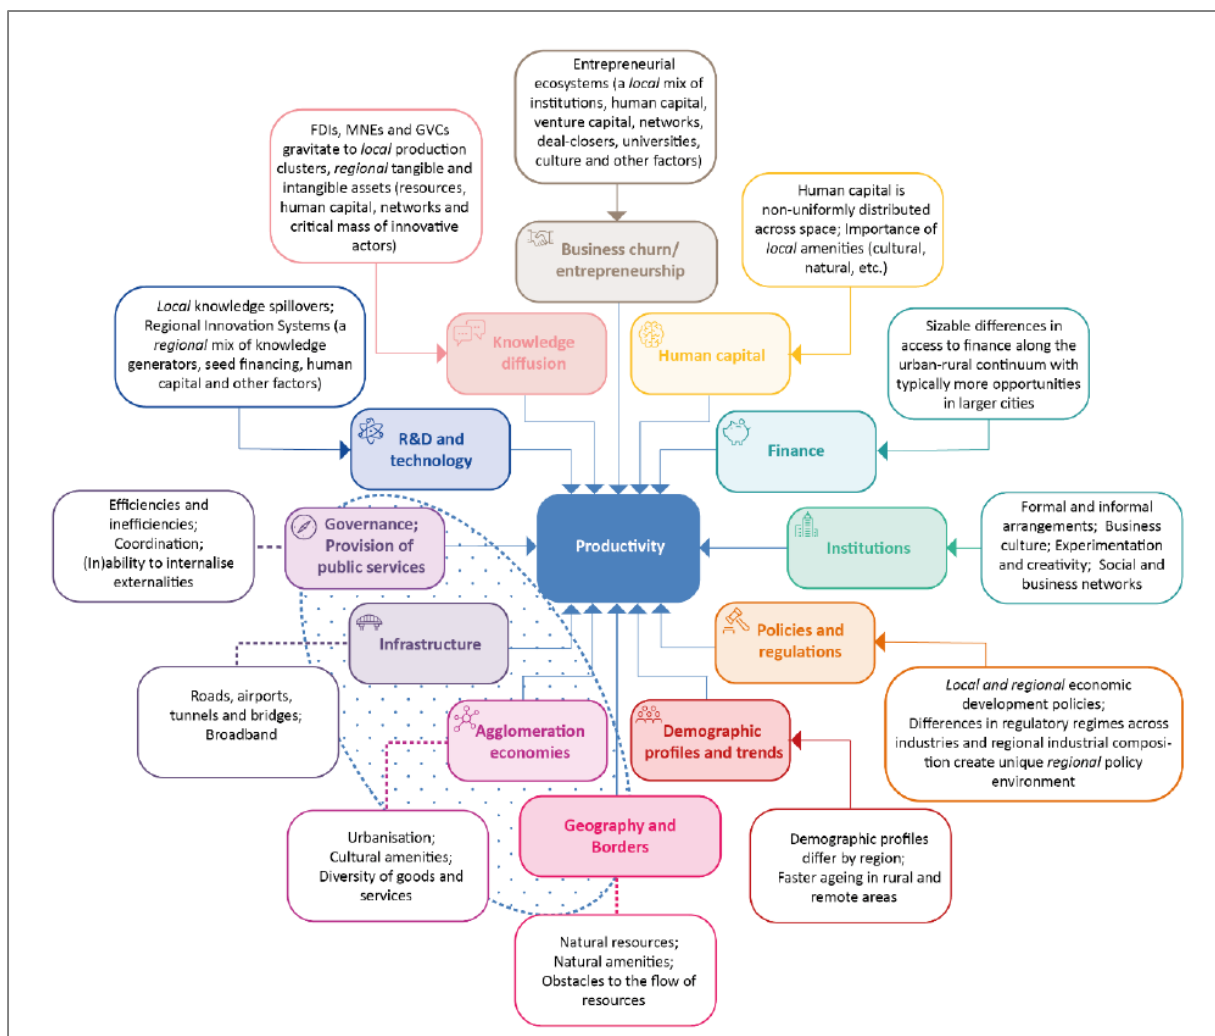 Entrepreneurial
ecosystems (a local mix of
institutions, human capital,
venture capital, networks,
deal-closers, universities,
culture and other factors)
FDIs, MNEs and GVCs
gravitate to local production
clusters, regional tangible and
intangible assets (resources,
human capital, networks and
critical mass of innovative
actors)
Human capital is
non-uniformly distributed
across space; Importance of
local amenities (cultural,
natural, etc.)
Business churn/
entrepreneurship
Local knowledge spillovers;
Regional Innovation Systems (a
regional mix of knowledge
generators, seed financing, human
capital and other factors)
Knowledge
diffusion
Human capital
Sizable differences in
access to finance along the
urban-rural continuum with
typically more opportunities
in larger cities
R&D and
technology
Finance
Efficiencies and
inefficiencies;
Coordination;
(In)ability to internalise
externalities
Governance;
Provision of
public services
Productivity
Institutions
Formal and informal
arrangements; Business
culture; Experimentation
and creativity; Social and
business networks
Infrastructure
Policies and
regulations
Roads, airports,
tunnels and bridges;
Broadband
Agglomeration
economies
Demographic
profiles and trends
Local and regional economic
development policies;
Differences in regulatory regimes across
industries and regional industrial composi-
tion create unique regional policy
environment
Urbanisation;
Cultural amenities;
Diversity of goods and
services
Geography and
Borders
Demographic profiles
differ by region;
Faster ageing in rural and
remote areas
Natural resources;
Natural amenities;
Obstacles to the flow of
resources